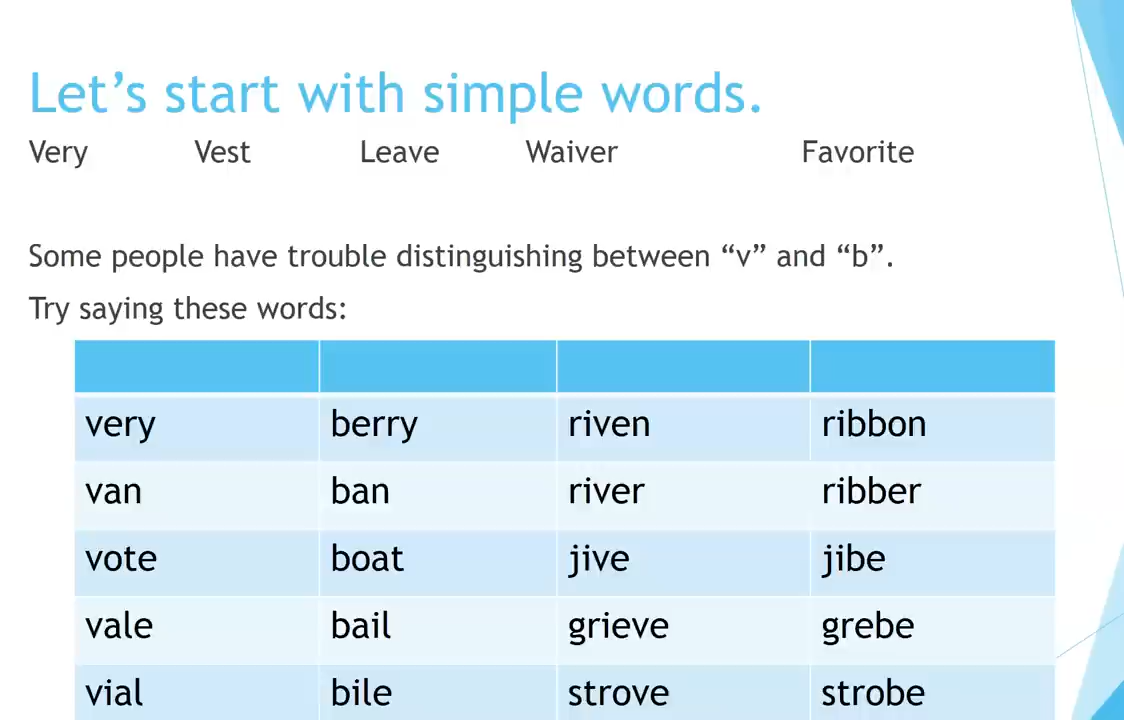 Let’s start with simple words.
Very Vest Leave Waiver Favorite
Some people have trouble distinguishing between “v” and “b”.
Try saying these words:
very berry riven ribbon
van ban river ribber
vote boat jive jibe
vale bail grieve grebe
vial bile strove strobe